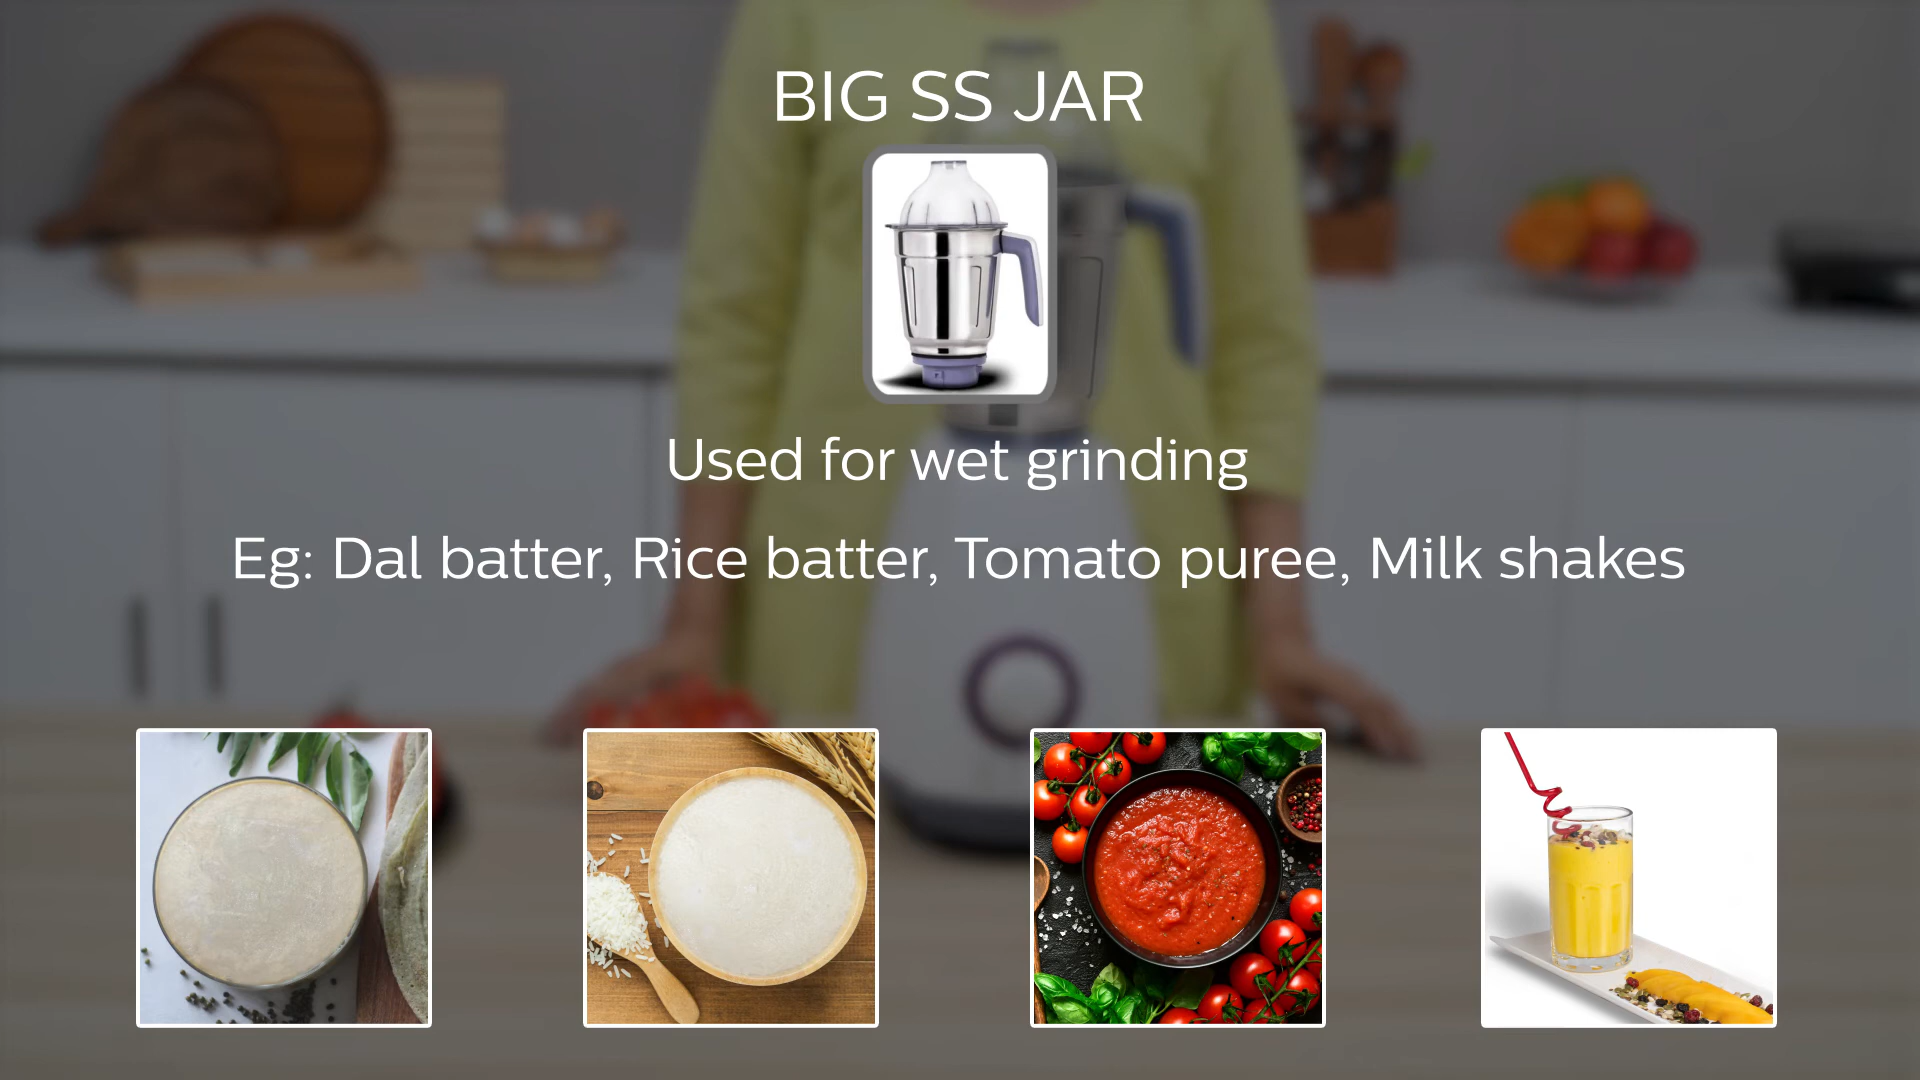 BIG SS JAR
Used for wet grinding
Eg: Dal batter, Rice batter, Tomato puree, Milk shakes